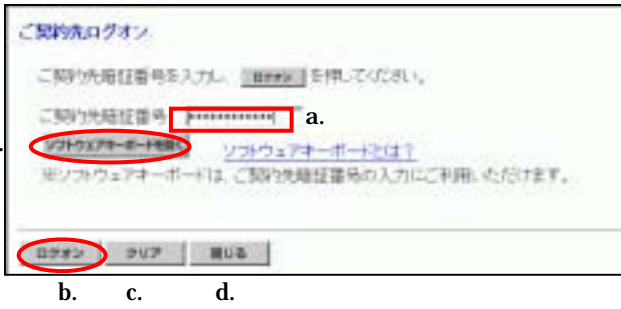 ご契約先ログオン
ご契約先暗証番号を入力し、 ログオン を押してください。
ご契約先暗証番号 ************ a.
ソフトウェアキーボードを開く ソフトウェアキーボードとは？
※ソフトウェアキーボードは、ご契約先暗証番号の入力にご利用いただけます。
ログオン クリア 閉じる
b. c. d.